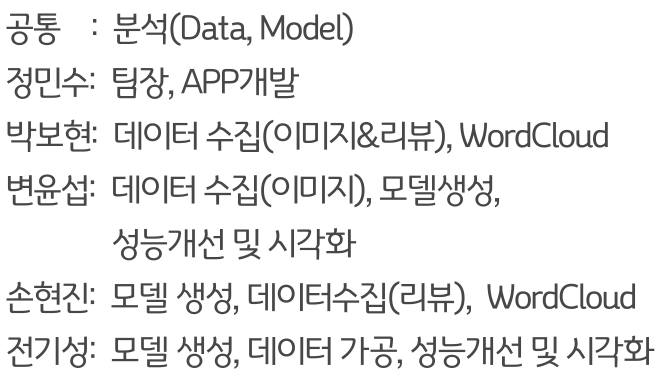 공통 : 분석(Data, Model)
정민수: 팀장, APP개발
박보현: 데이터 수집(이미지&리뷰), WordCloud
변윤섭: 데이터 수집(이미지), 모델생성,
성능개선 및 시각화
손현진: 모델 생성, 데이터수집(리뷰), WordCloud
전기성: 모델 생성, 데이터 가공, 성능개선 및 시각화